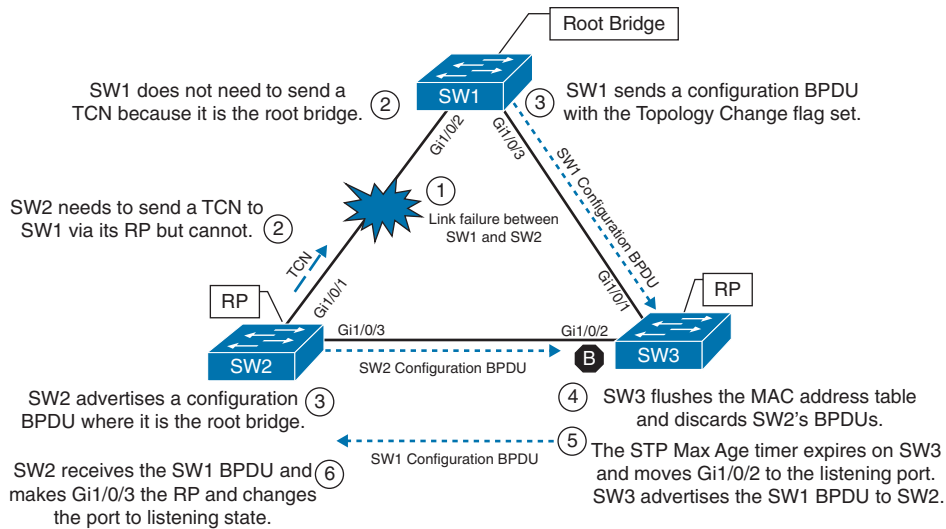 Root Bridge
SW1 does not need to send a
TCN because it is the root bridge.
2
SW1
3
SW1 sends a configuration BPDU
with the Topology Change flag set.
Gi1/0/2
Gi1/0/3
SW1 Configuration BPDU
1
Link failure between
SW1 and SW2
SW2 needs to send a TCN to
SW1 via its RP but cannot.
2
TCN
Gi1/0/1
Gi1/0/1
RP
RP
Gi1/0/3
Gi1/0/2
SW2
B
SW3
SW2 Configuration BPDU
SW2 advertises a configuration
BPDU where it is the root bridge.
3
4
SW3 flushes the MAC address table
and discards SW2's BPDUs.
5
The STP Max Age timer expires on SW3
and moves Gi1/0/2 to the listening port.
SW3 advertises the SW1 BPDU to SW2.
SW1 Configuration BPDU
SW2 receives the SW1 BPDU and
makes Gi1/0/3 the RP and changes
the port to listening state.
6